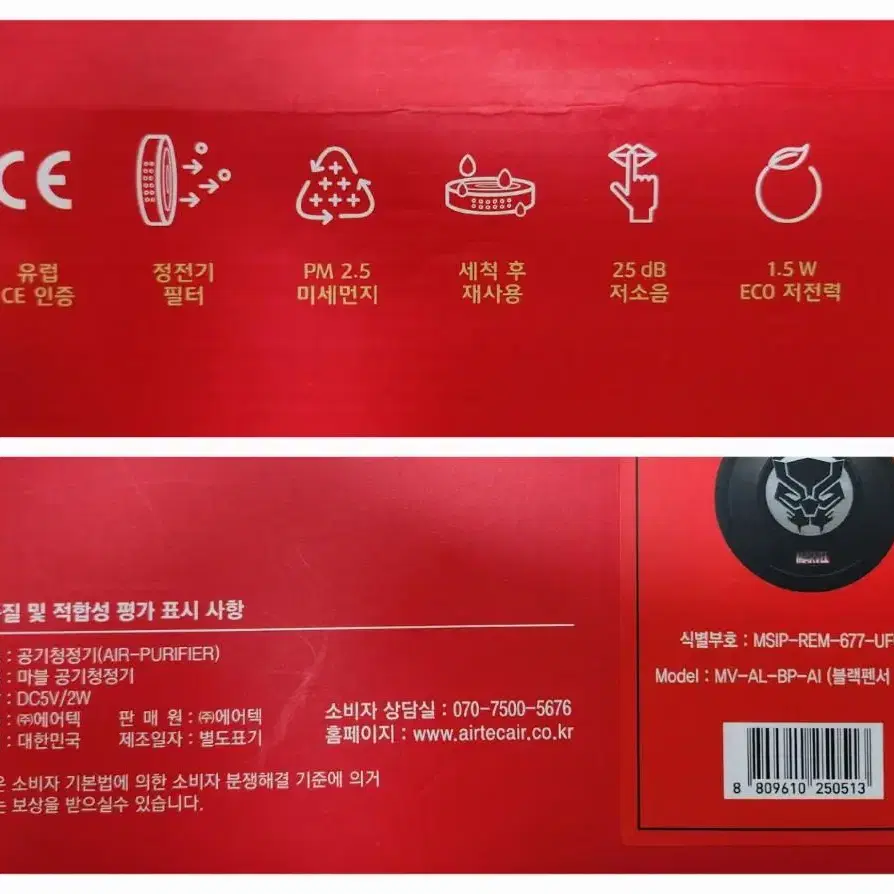 CE
유럽
CE 인증
정전기
필터
PM 2.5
미세먼지
세척 후
재사용
25 dB
저소음
1.5 W
ECO 저전력
MARVEL
질 및 적합성 평가 표시 사항
: 공기청정기(AIR-PURIFIER)
: 마블 공기청정기
: DC5V/2W
: ㈜에어텍 판 매 원 : ㈜에어텍
: 대한민국 제조일자 : 별도표기
소비자 상담실 : 070-7500-5676
홈페이지 : www.airtecair.co.kr
은 소비자 기본법에 의한 소비자 분쟁해결 기준에 의거
는 보상을 받으실수 있습니다.
식별부호 : MSIP-REM-677-UF
Model : MV-AL-BP-AI (블랙펜서
8 809610 250513